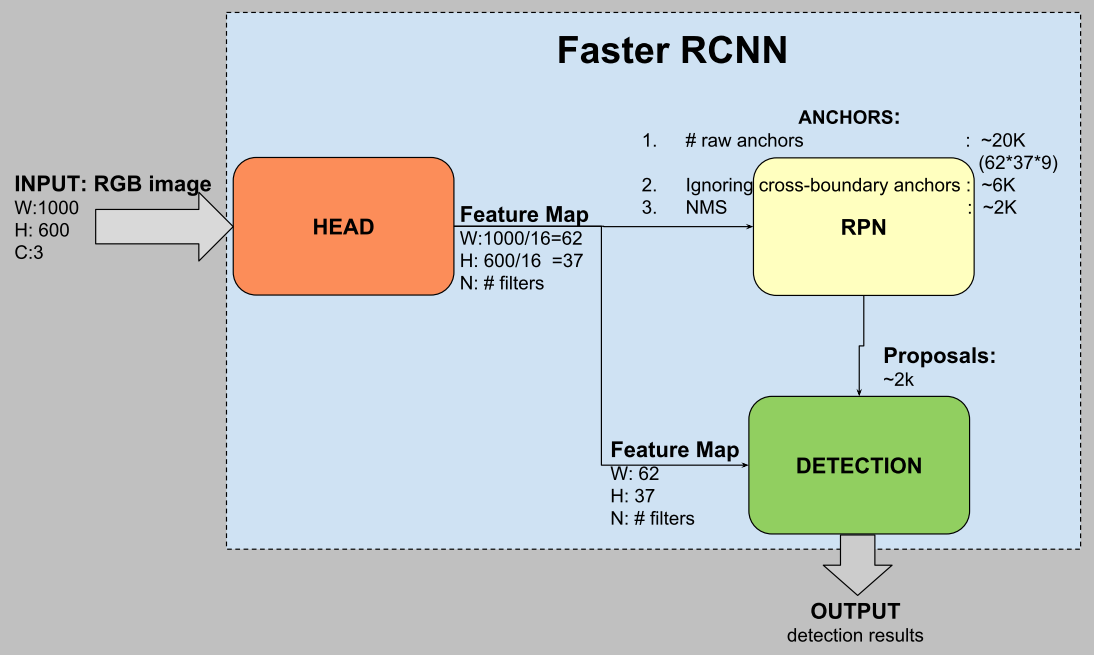 Faster RCNN
INPUT: RGB image
W:1000
H: 600
C:3
HEAD
Feature Map
W:1000/16=62
H: 600/16 =37
N: # filters
ANCHORS:
1. # raw anchors : ~20K
(62*37*9)
2. Ignoring cross-boundary anchors : ~6K
3. NMS : ~2K
RPN
Proposals:
~2k
Feature Map
W: 62
H: 37
N: # filters
DETECTION
OUTPUT
detection results